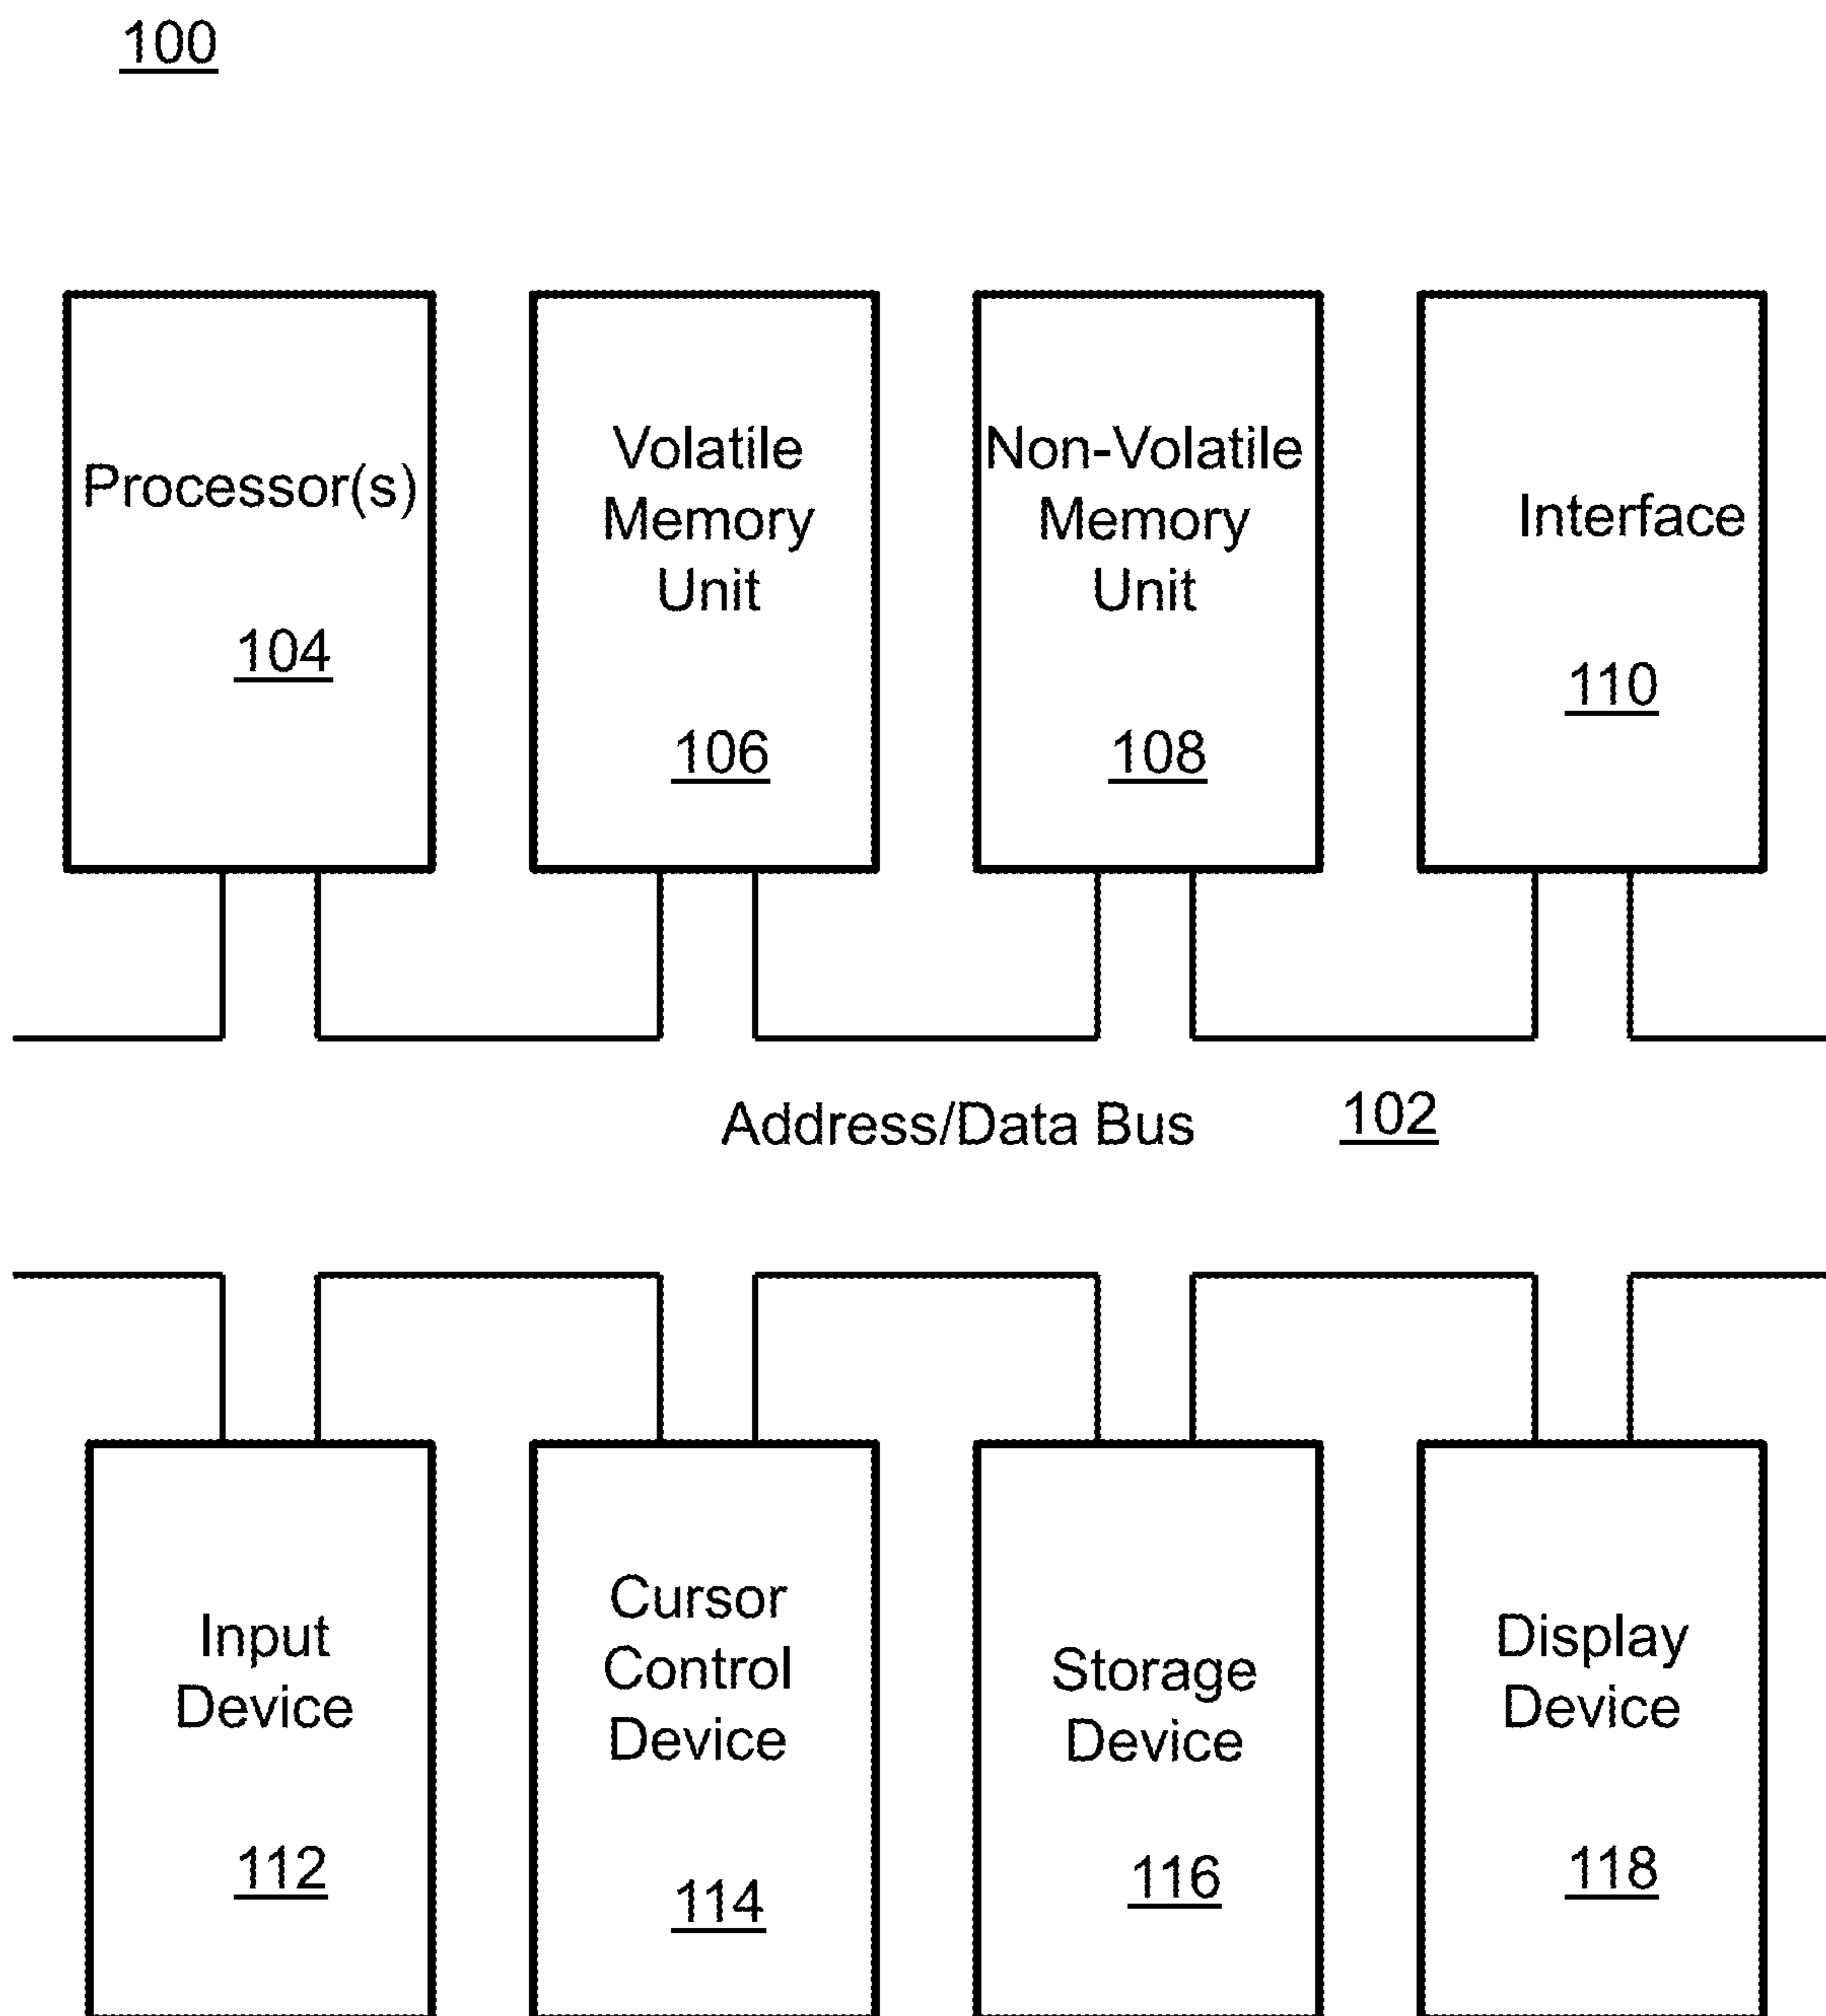 100
Processor(s)
104
Volatile
Memory
Unit
106
Non-Volatile
Memory
Unit
108
Interface
110
Address/Data Bus
102
Input
Device
112
Cursor
Control
Device
114
Storage
Device
116
Display
Device
118